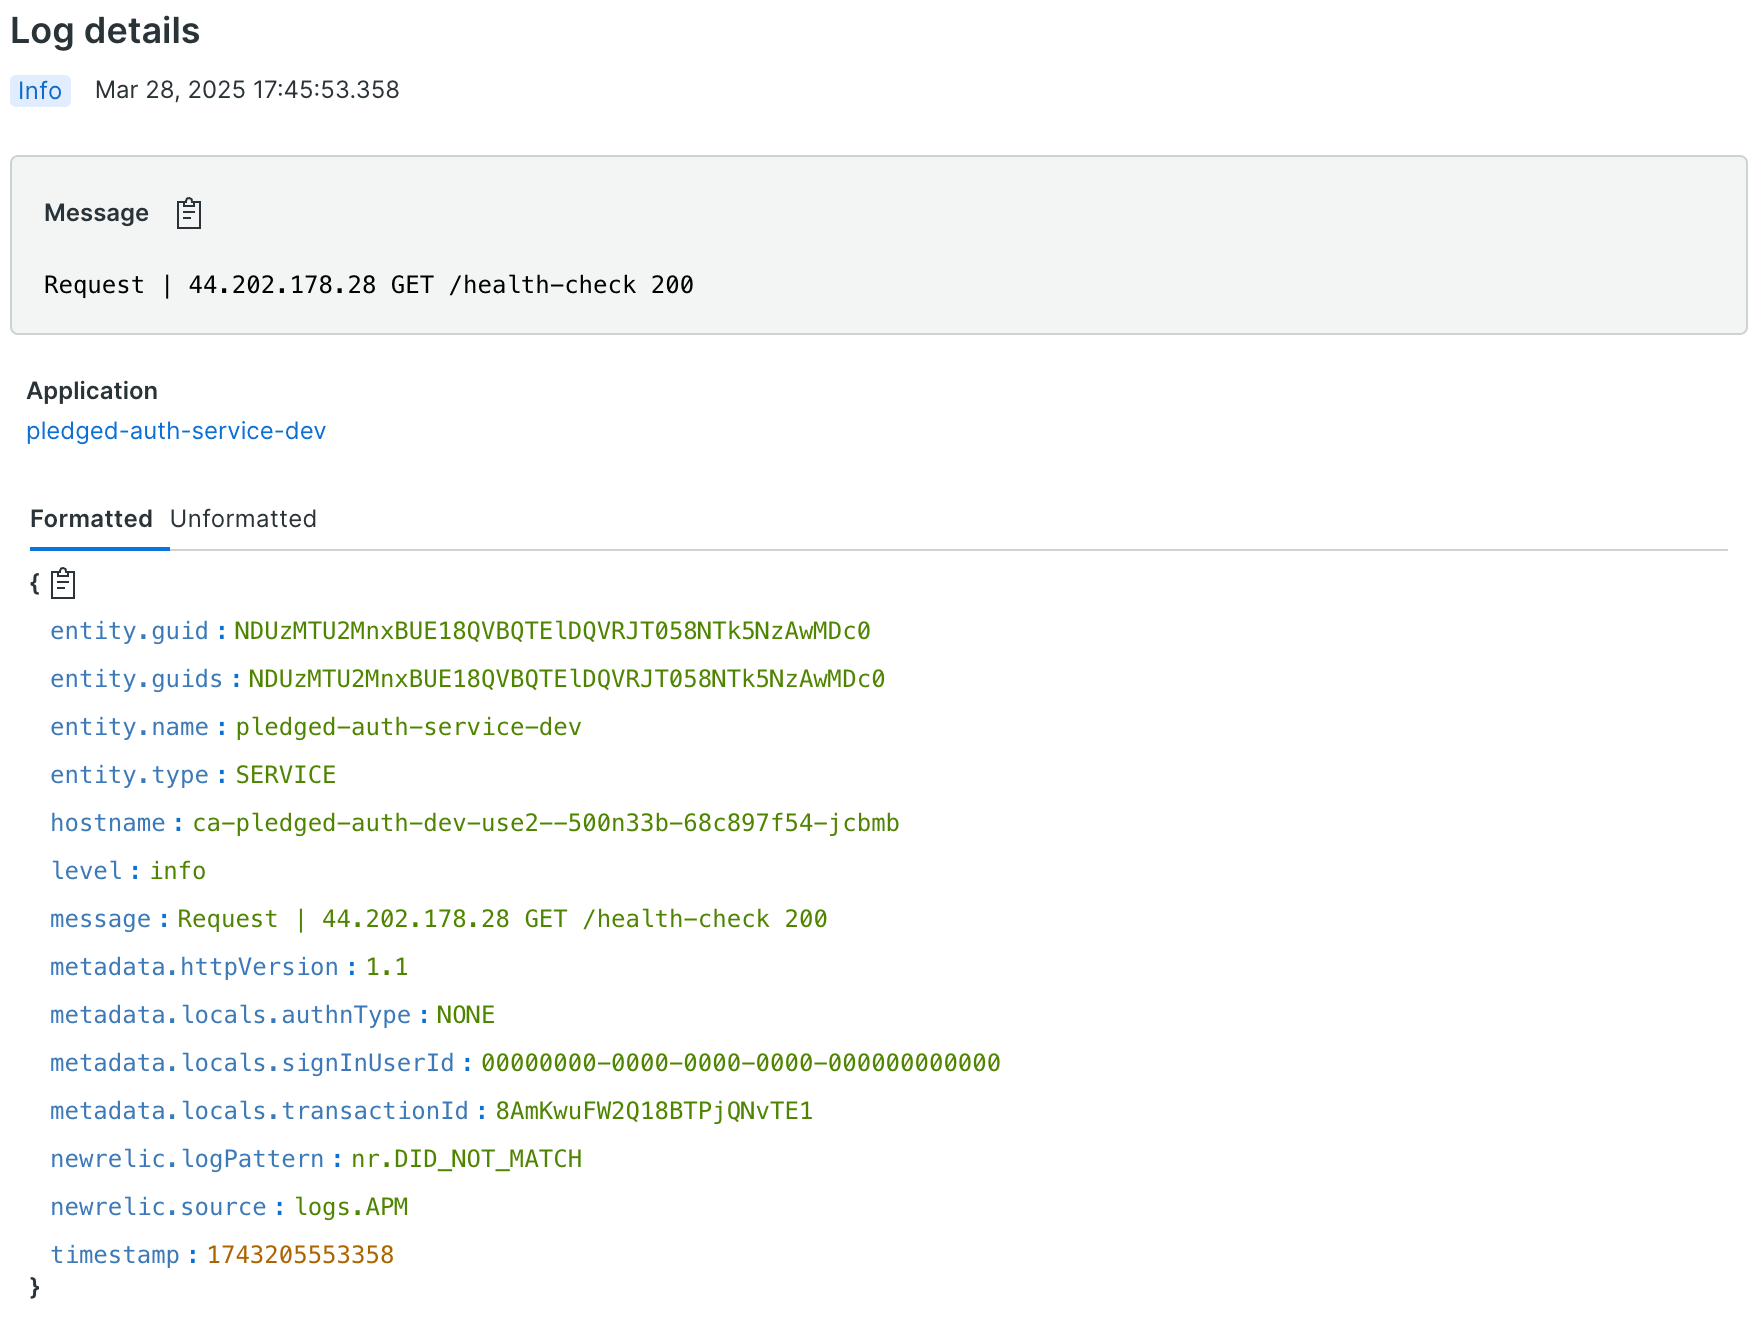 Log details
Info Mar 28, 2025 17:45:53.358
Message
Request | 44.202.178.28 GET /health-check 200
Application
pledged-auth-service-dev
Formatted Unformatted
{
entity.guid : NDUzMTU2MnxBUE18QVBQTElDQVRJT058NTk5NzAwMDc0
entity.guids : NDUzMTU2MnxBUE18QVBQTElDQVRJT058NTk5NzAwMDc0
entity.name : pledged-auth-service-dev
entity.type : SERVICE
hostname : ca-pledged-auth-dev-use2--500n33b-68c897f54-jcbmb
level : info
message : Request | 44.202.178.28 GET /health-check 200
metadata.httpVersion : 1.1
metadata.locals.authnType : NONE
metadata.locals.signInUserId : 00000000-0000-0000-0000-000000000000
metadata.locals.transactionId : 8AmKwuFW2Q18BTPjQNvTE1
newrelic.logPattern : nr.DID_NOT_MATCH
newrelic.source : logs.APM
timestamp : 1743205553358
}